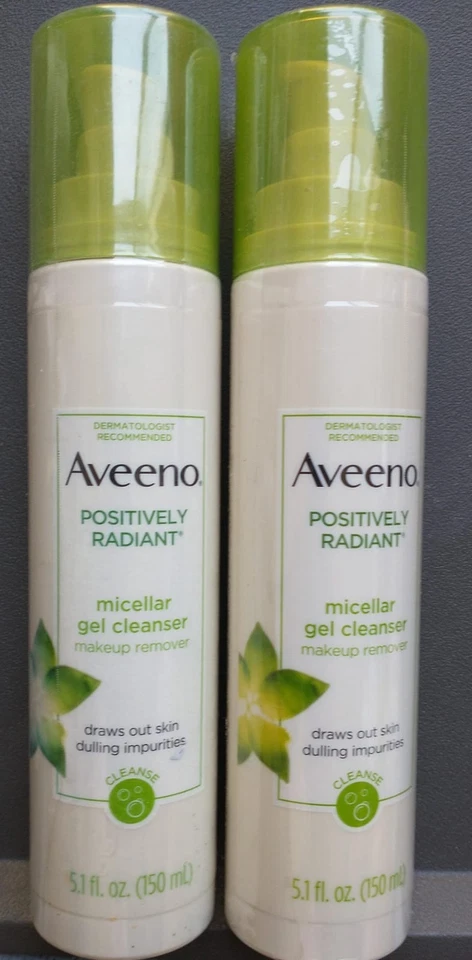 DERMATOLOGIST
RECOMMENDED
Aveeno®
POSITIVELY
RADIANT®
micellar
gel cleanser
makeup remover
draws out skin
dulling impurities
CLEANSE
5.1 fl. oz. (150 mL)
DERMATOLOGIST
RECOMMENDED
Aveeno®
POSITIVELY
RADIANT®
micellar
gel cleanser
makeup remover
draws out skin
dulling impurities
CLEANSE
5.1 fl. oz. (150 mL)